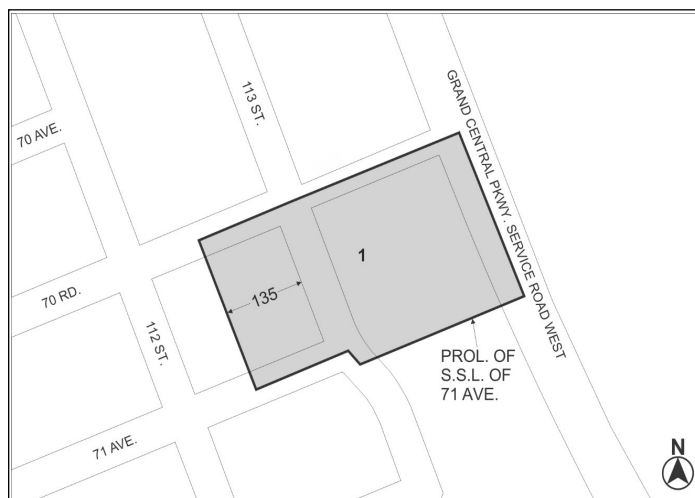 70 AVE.
113 ST.
GRAND CENTRAL PKWY. SERVICE ROAD WEST
1
135
70 RD.
112 ST.
71 AVE.
PROL. OF
S.S.L. OF
71 AVE.
N